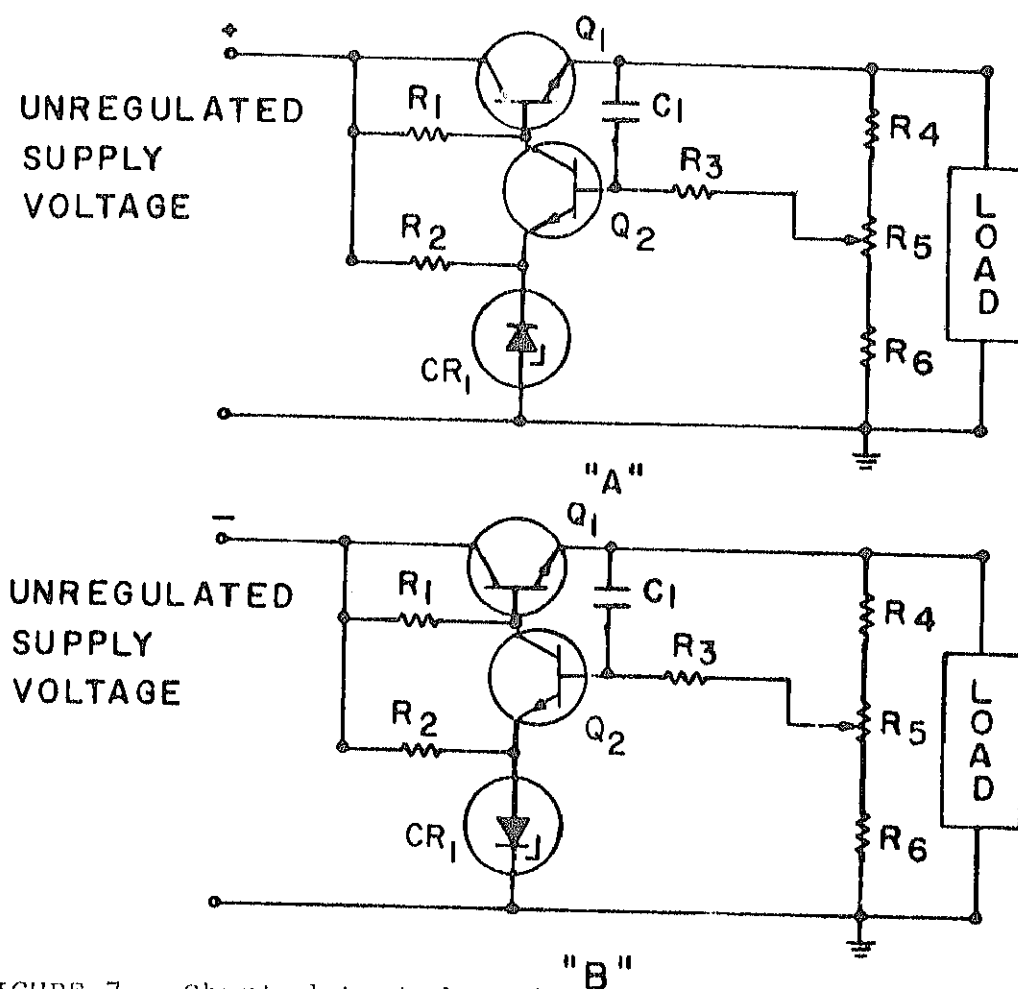 +
Q1
UNREGULATED
SUPPLY
VOLTAGE
R1
C1
R3
R4
R2
Q2
R5
LOAD
CR1
R6
"A"
−
Q1
UNREGULATED
SUPPLY
VOLTAGE
R1
C1
R3
R4
R2
Q2
R5
LOAD
CR1
R6
"B"